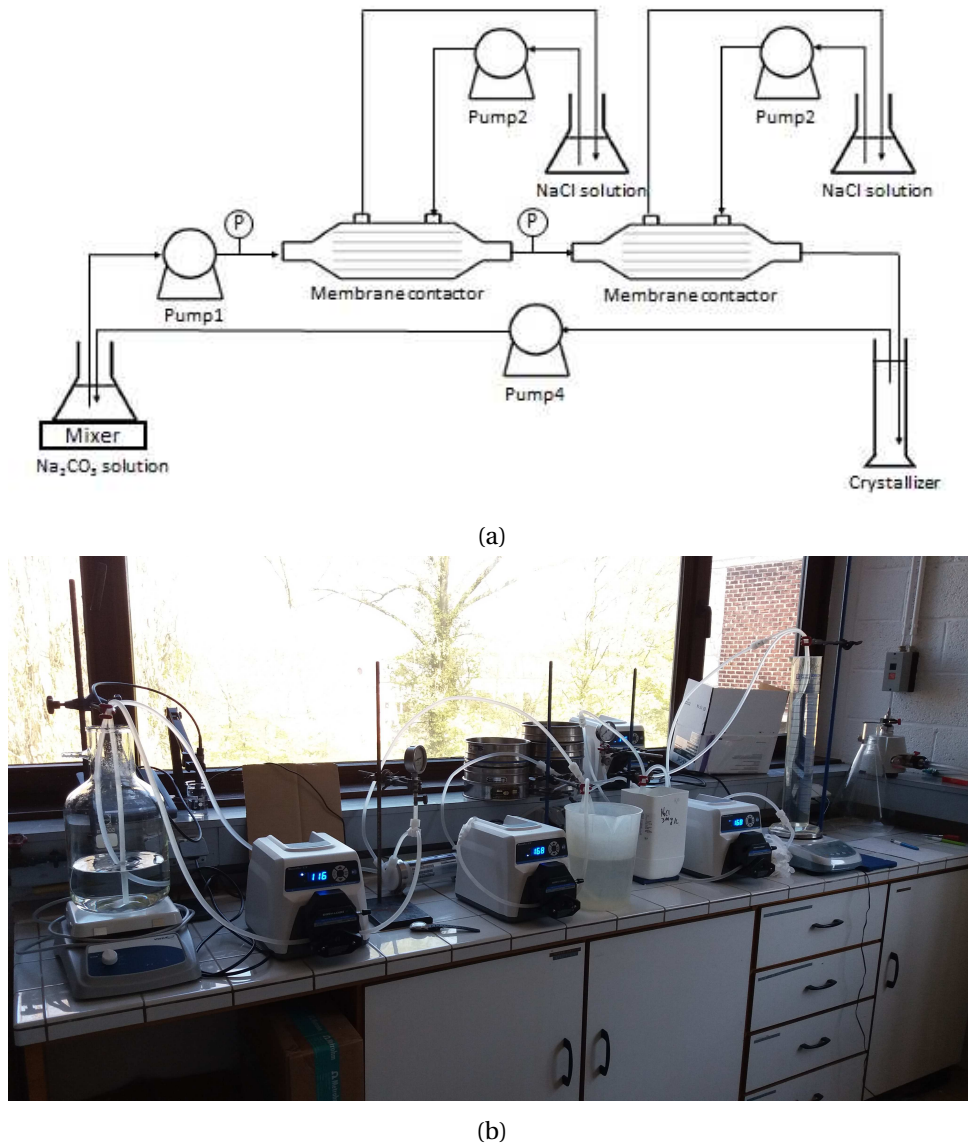 Pump2
Pump2
NaCl solution
NaCl solution
P
P
Pump1
Membrane contactor
Membrane contactor
Pump4
Mixer
Na₂CO₃ solution
Crystallizer
(a)
116
168
168
(b)